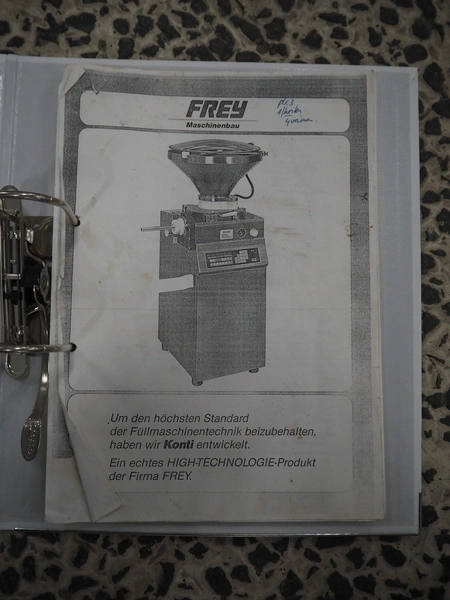 FREY
Maschinenbau
Um den höchsten Standard
der Füllmaschinentechnik beizubehalten,
haben wir Konti entwickelt.
Ein echtes HIGH-TECHNOLOGIE-Produkt
der Firma FREY.